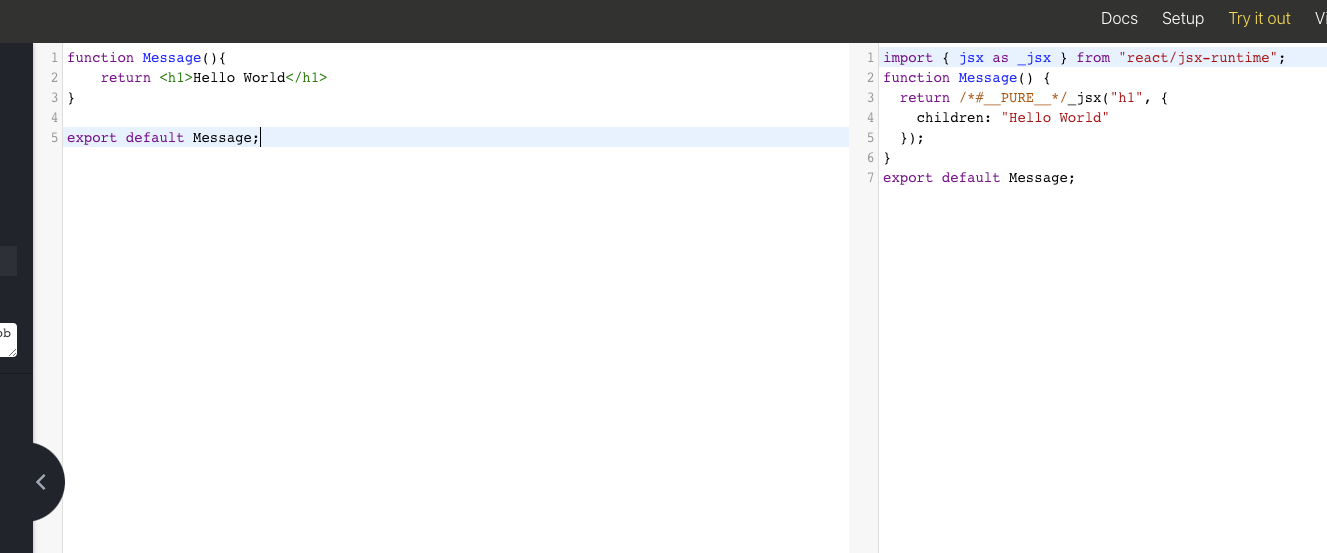 Docs Setup Try it out Vi
1 function Message(){
2     return <h1>Hello World</h1>
3 }
4
5 export default Message;
1 import { jsx as _jsx } from "react/jsx-runtime";
2 function Message() {
3   return /*#__PURE__*/_jsx("h1", {
4     children: "Hello World"
5   });
6 }
7 export default Message;
ob